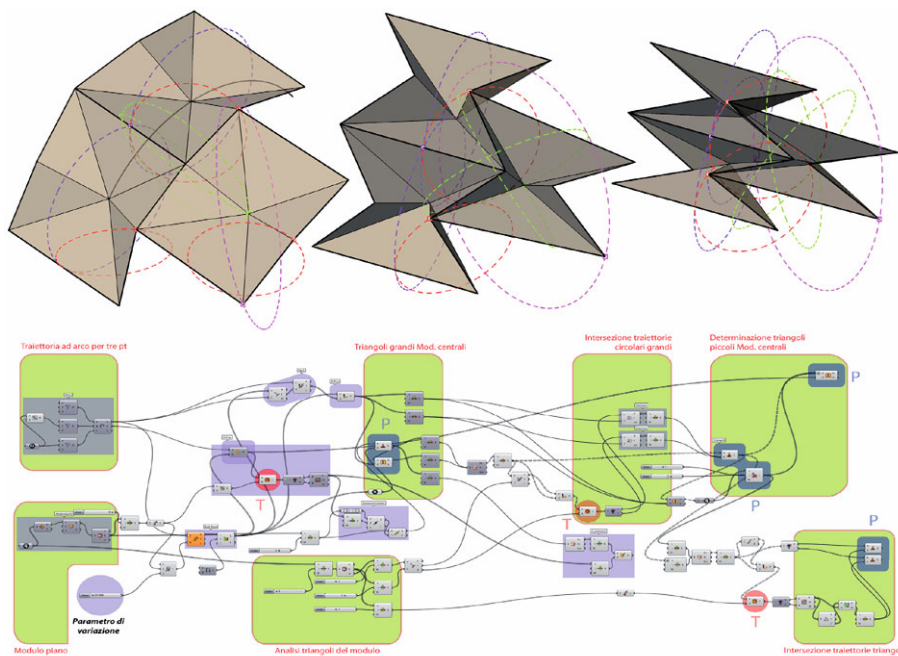 Traiettoria ad arco per tre pt
Triangoli grandi Mod. centrali
Intersezione traiettorie
circolari grandi
Determinazione triangoli
piccoli Mod. centrali
P
P
T
T
P
P
T
Parametro di
variazione
Modulo piano
Analisi triangoli del modulo
Intersezione traiettorie triango